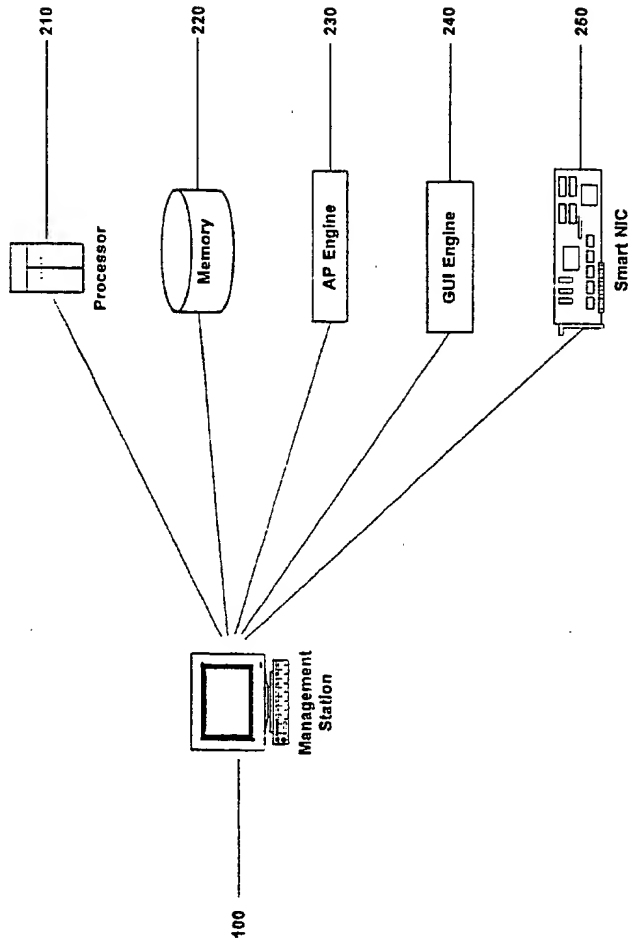 210
Processor
220
Memory
230
AP Engine
240
GUI Engine
250
Smart NIC
Management
Station
100